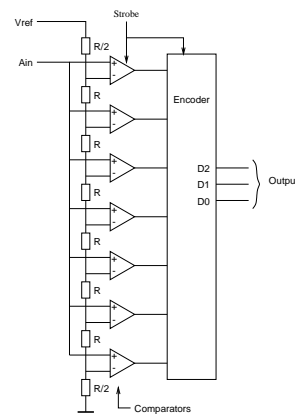 Strobe
Vref
R/2
Ain
+
-
R
Encoder
+
-
R
+
-
D2
R
D1
Outpu
D0
+
-
R
+
-
R
+
-
R
+
-
R/2
Comparators